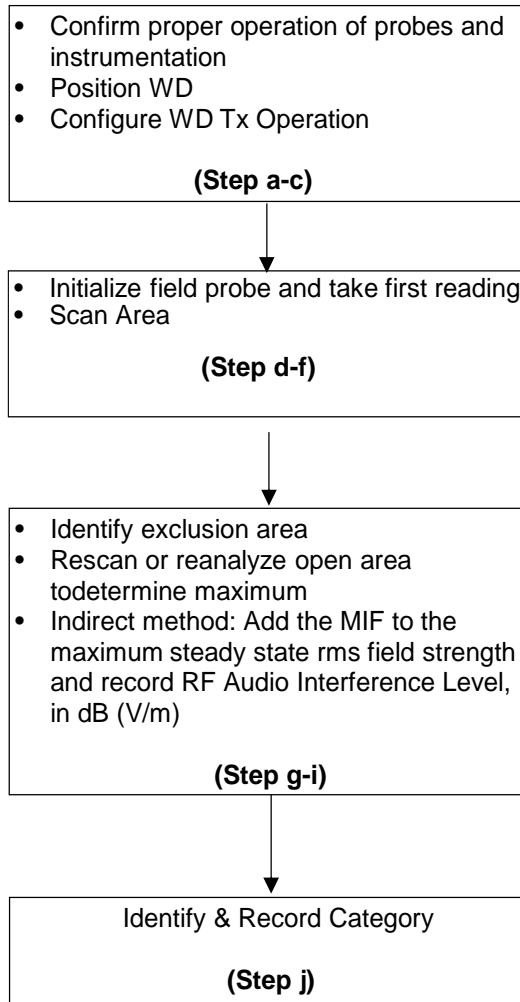 • Confirm proper operation of probes and
instrumentation
• Position WD
• Configure WD Tx Operation
(Step a-c)
• Initialize field probe and take first reading
• Scan Area
(Step d-f)
• Identify exclusion area
• Rescan or reanalyze open area
todetermine maximum
• Indirect method: Add the MIF to the
maximum steady state rms field strength
and record RF Audio Interference Level,
in dB (V/m)
(Step g-i)
Identify & Record Category
(Step j)